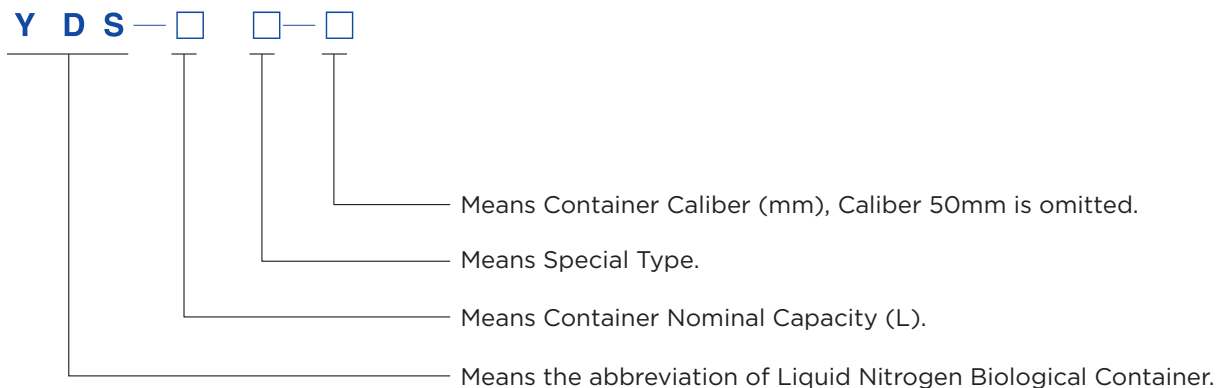 Y D S — □ □ — □
Means Container Caliber (mm), Caliber 50mm is omitted.
Means Special Type.
Means Container Nominal Capacity (L).
Means the abbreviation of Liquid Nitrogen Biological Container.